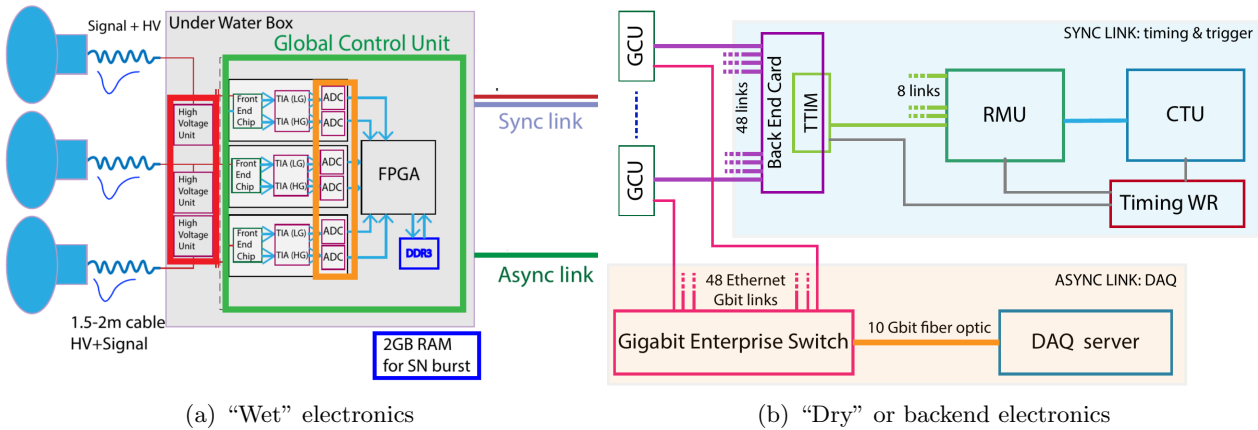 Signal + HV
Under Water Box
Global Control Unit
High
Voltage
Unit
High
Voltage
Unit
High
Voltage
Unit
Front
End
Chip
TIA (LG)
TIA (HG)
ADC
ADC
Front
End
Chip
TIA (LG)
TIA (HG)
ADC
ADC
Front
End
Chip
TIA (LG)
TIA (HG)
ADC
ADC
FPGA
DDR3
1.5-2m cable
HV+Signal
2GB RAM
for SN burst
Sync link
Async link
(a) “Wet” electronics
GCU
GCU
48 links
Back End Card
TTIM
SYNC LINK: timing & trigger
8 links
RMU
CTU
Timing WR
ASYNC LINK: DAQ
48 Ethernet
Gbit links
Gigabit Enterprise Switch
10 Gbit fiber optic
DAQ server
(b) “Dry” or backend electronics